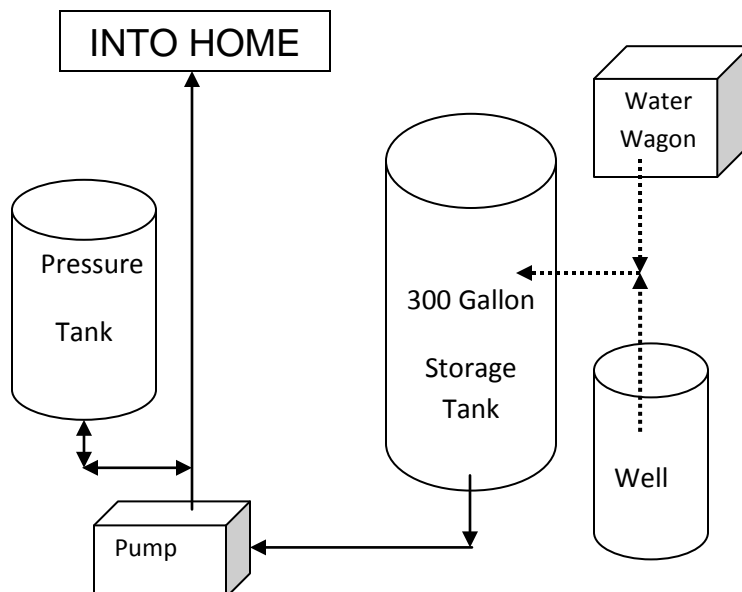 INTO HOME
Water
Wagon
Pressure
Tank
300 Gallon
Storage
Tank
Well
Pump